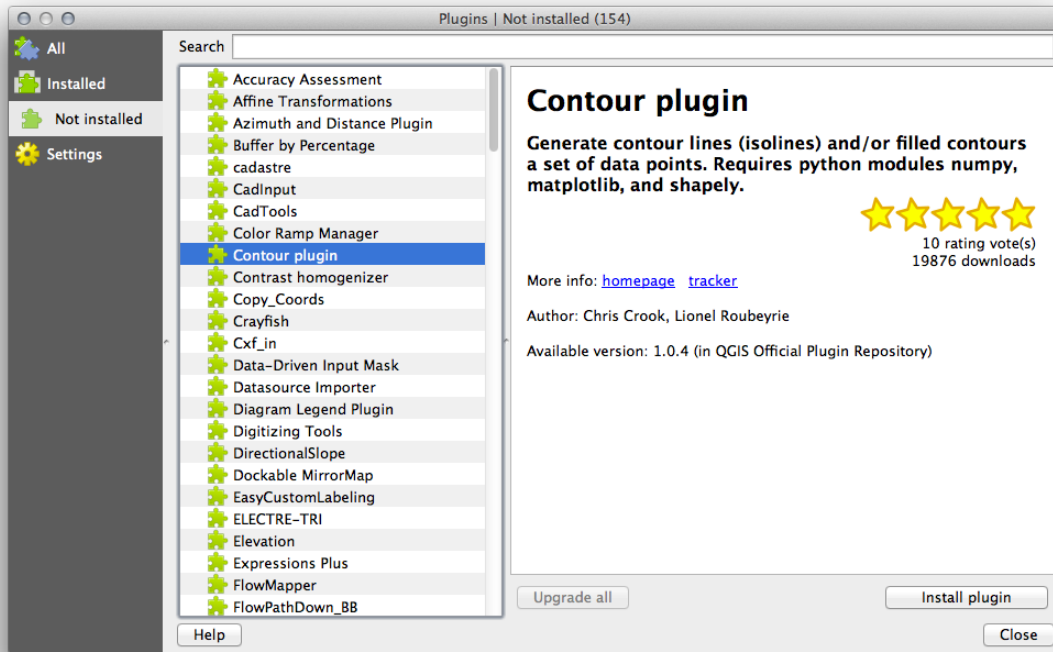 Plugins | Not installed (154)
All
Installed
Not installed
Settings
Search
Accuracy Assessment
Affine Transformations
Azimuth and Distance Plugin
Buffer by Percentage
cadastre
CadInput
CadTools
Color Ramp Manager
Contour plugin
Contrast homogenizer
Copy_Coords
Crayfish
Cxf_in
Data-Driven Input Mask
Datasource Importer
Diagram Legend Plugin
Digitizing Tools
DirectionalSlope
Dockable MirrorMap
EasyCustomLabeling
ELECTRE-TRI
Elevation
Expressions Plus
FlowMapper
FlowPathDown_BB
Contour plugin
Generate contour lines (isolines) and/or filled contours
a set of data points. Requires python modules numpy,
matplotlib, and shapely.
10 rating vote(s)
19876 downloads
More info: homepage tracker
Author: Chris Crook, Lionel Roubeyrie
Available version: 1.0.4 (in QGIS Official Plugin Repository)
Upgrade all
Install plugin
Help
Close